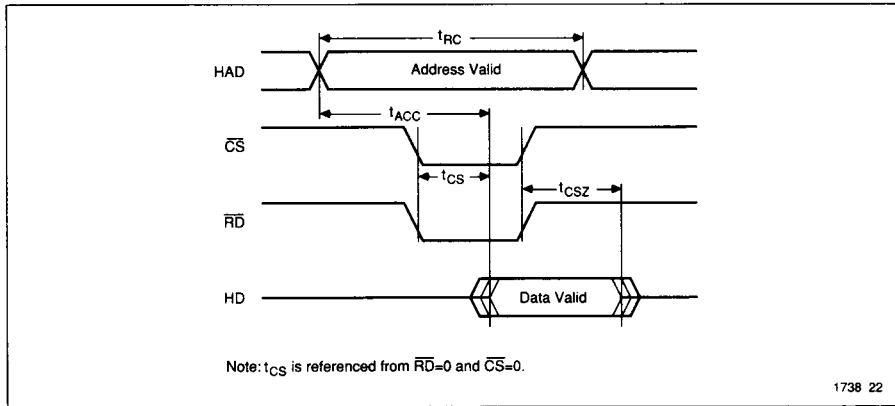 tRC
HAD
Address Valid
tACC
CS
tCS
tCSZ
RD
HD
Data Valid
Note: tCS is referenced from RD=0 and CS=0.
1738 22